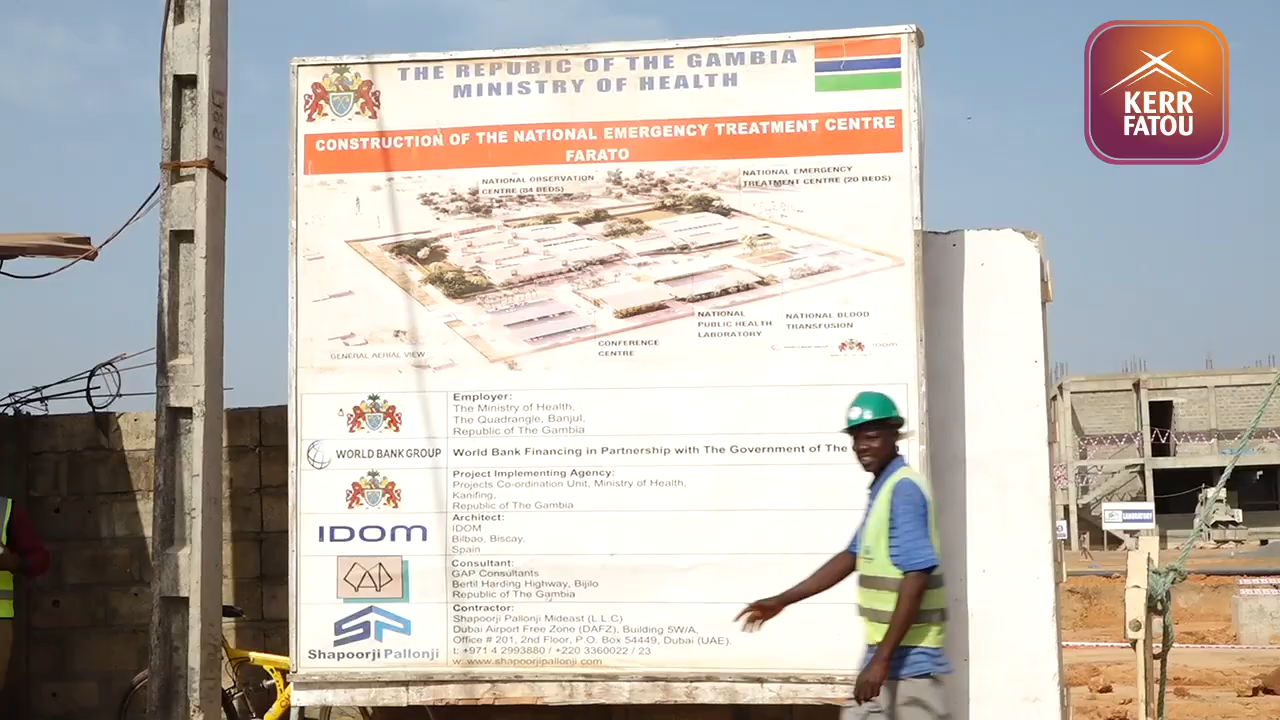 THE REPUBIC OF THE GAMBIA
MINISTRY OF HEALTH
CONSTRUCTION OF THE NATIONAL EMERGENCY TREATMENT CENTRE
FARATO
NATIONAL OBSERVATION
CENTRE (84 BEDS)
NATIONAL EMERGENCY
TREATMENT CENTRE (20 BEDS)
NATIONAL
PUBLIC HEALTH
LABORATORY
NATIONAL BLOOD
TRANSFUSION
CONFERENCE
CENTRE
GENERAL AERIAL VIEW
IDOM
Employer:
The Ministry of Health,
The Quadrangle, Banjul,
Republic of The Gambia
WORLD BANK GROUP
World Bank Financing in Partnership with The Government of The
Project Implementing Agency:
Projects Co-ordination Unit, Ministry of Health,
Kanifing,
Republic of The Gambia
IDOM
Architect:
IDOM
Bilbao, Biscay,
Spain
Consultant:
GAP Consultants
Bertil Harding Highway, Bijilo
Republic of The Gambia
SP
Shapoorji Pallonji
Contractor:
Shapoorji Pallonji Mideast (L.L.C)
Dubai Airport Free Zone (DAFZ), Building 5W/A,
Office # 201, 2nd Floor, P.O. Box 54449, Dubai (UAE).
t: +971 4 2993880 / +220 3360022 / 23
w: www.shapoorjipallonji.com
KERR
FATOU
LABORATORY